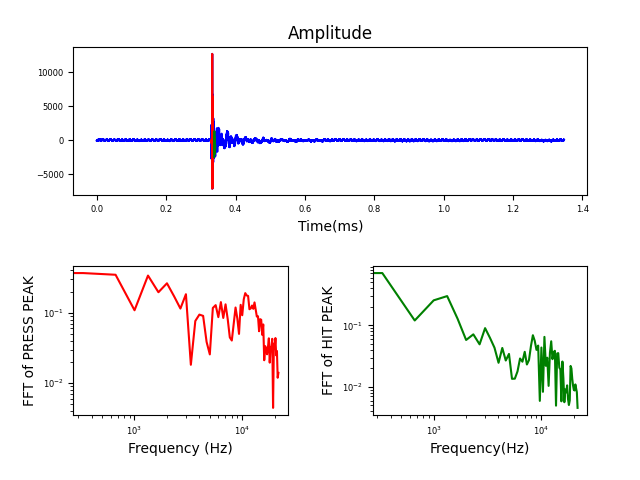 Amplitude
10000
5000
0
−5000
0.0 0.2 0.4 0.6 0.8 1.0 1.2 1.4
Time(ms)
FFT of PRESS PEAK
10⁻¹
10⁻²
10³ 10⁴
Frequency (Hz)
FFT of HIT PEAK
10⁻¹
10⁻²
10³ 10⁴
Frequency(Hz)